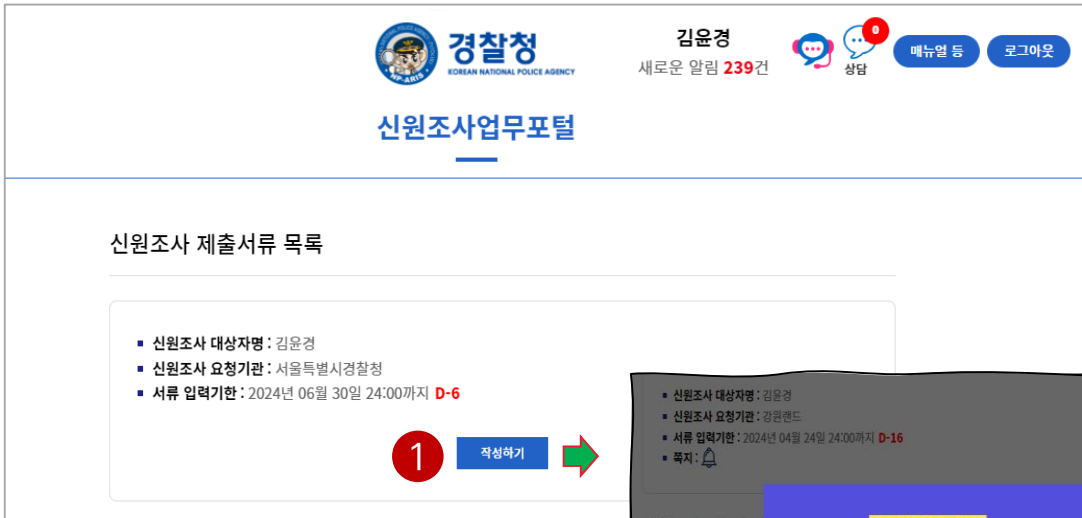 경찰청
KOREAN NATIONAL POLICE AGENCY
NP-ARIS
김윤경
새로운 알림 239건
0
상담
매뉴얼 등
로그아웃
신원조사업무포털
신원조사 제출서류 목록
신원조사 대상자명 : 김윤경
신원조사 요청기관 : 서울특별시경찰청
서류 입력기한 : 2024년 06월 30일 24:00까지 D-6
1
작성하기
신원조사 대상자명 : 김윤경
신원조사 요청기관 : 강원랜드
서류 입력기한 : 2024년 04월 24일 24:00까지 D-16
쪽지 :